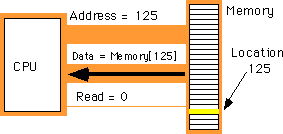 Address = 125
Memory
Data = Memory[125]
Location
125
CPU
Read = 0